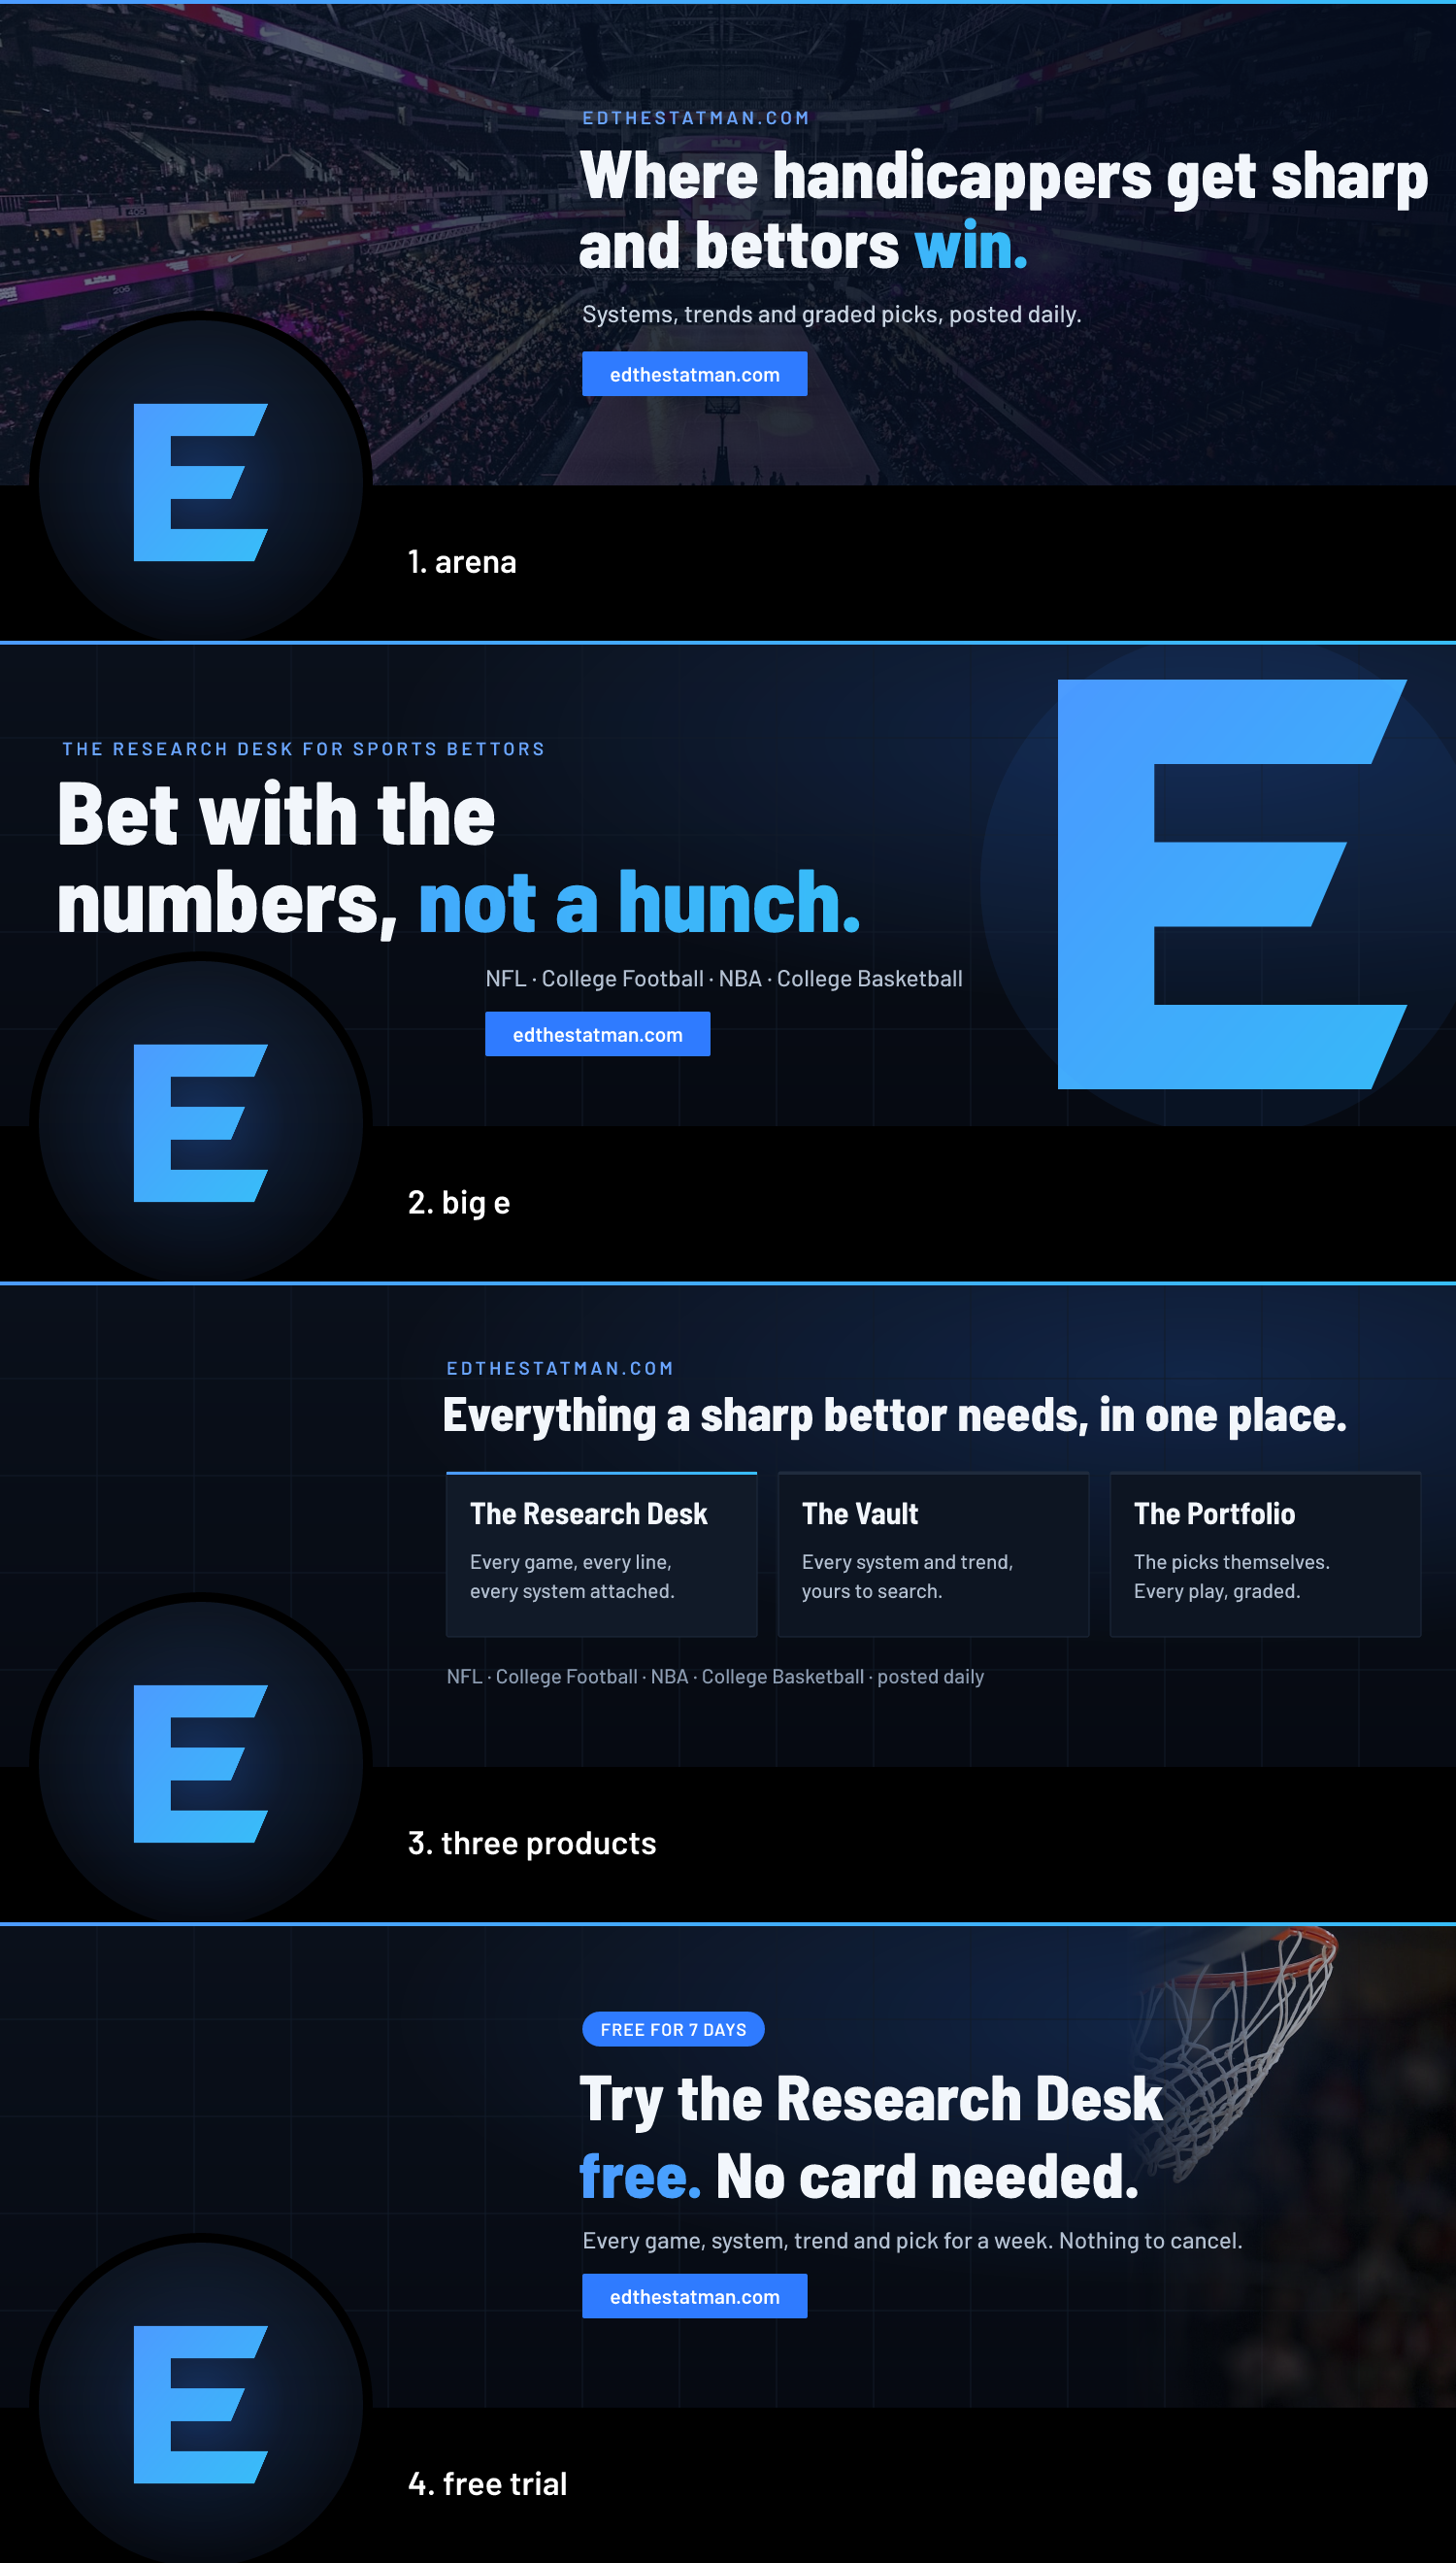 EDTHESTATMAN.COM
Where handicappers get sharp
and bettors win.
Systems, trends and graded picks, posted daily.
edthestatman.com
E
1. arena
THE RESEARCH DESK FOR SPORTS BETTORS
Bet with the
numbers, not a hunch.
E
NFL · College Football · NBA · College Basketball
edthestatman.com
E
2. big e
EDTHESTATMAN.COM
Everything a sharp bettor needs, in one place.
The Research Desk
Every game, every line,
every system attached.
The Vault
Every system and trend,
yours to search.
The Portfolio
The picks themselves.
Every play, graded.
NFL · College Football · NBA · College Basketball · posted daily
E
3. three products
FREE FOR 7 DAYS
Try the Research Desk
free. No card needed.
Every game, system, trend and pick for a week. Nothing to cancel.
edthestatman.com
E
4. free trial